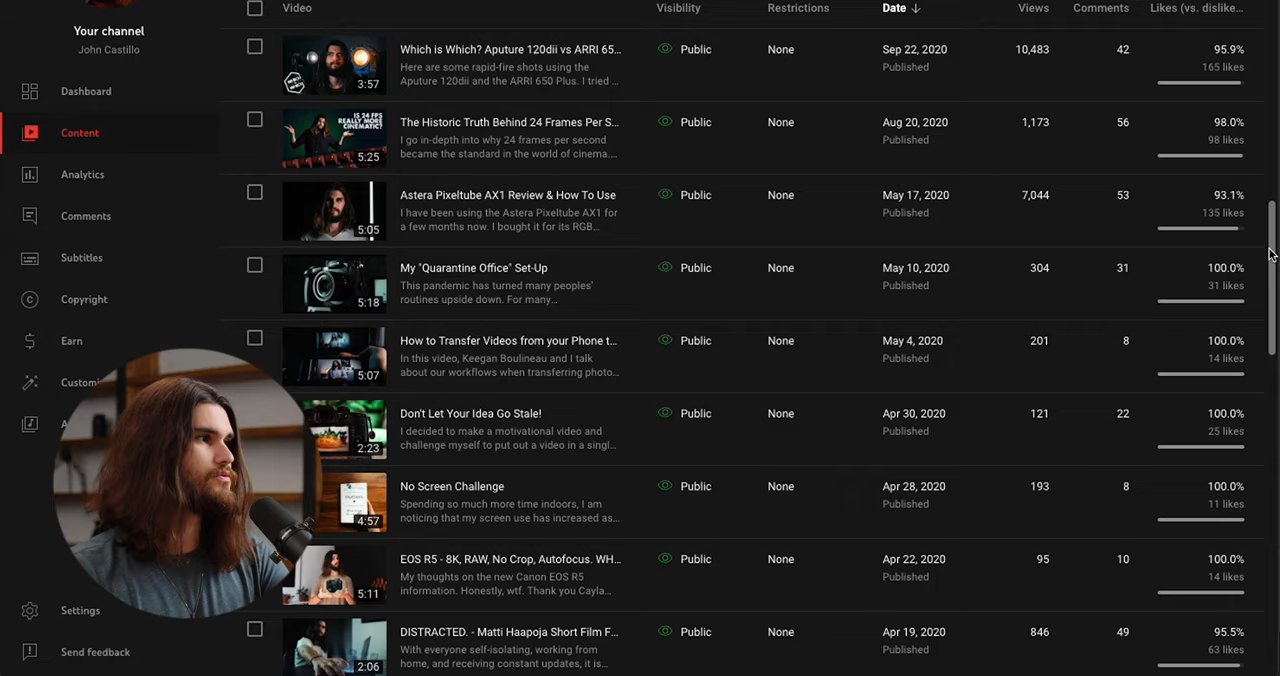 Your channel
John Castillo
Dashboard
Content
Analytics
Comments
Subtitles
Copyright
Earn
Customi
Settings
Send feedback
Video Visibility Restrictions Date ↓ Views Comments Likes (vs. dislike...
Which is Which? Aputure 120dii vs ARRI 65... Public None Sep 22, 2020 10,483 42 95.9%
Here are some rapid-fire shots using the Published 165 likes
Aputure 120dii and the ARRI 650 Plus. I tried ...
3:57
The Historic Truth Behind 24 Frames Per S... Public None Aug 20, 2020 1,173 56 98.0%
I go in-depth into why 24 frames per second Published 98 likes
became the standard in the world of cinema....
IS 24 FPS
REALLY MORE
CINEMATIC?
5:25
Astera Pixeltube AX1 Review & How To Use Public None May 17, 2020 7,044 53 93.1%
I have been using the Astera Pixeltube AX1 for Published 135 likes
a few months now. I bought it for its RGB...
5:05
My "Quarantine Office" Set-Up Public None May 10, 2020 304 31 100.0%
This pandemic has turned many peoples' Published 31 likes
routines upside down. For many...
5:18
How to Transfer Videos from your Phone t... Public None May 4, 2020 201 8 100.0%
In this video, Keegan Boulineau and I talk Published 14 likes
about our workflows when transferring photo...
5:07
Don't Let Your Idea Go Stale! Public None Apr 30, 2020 121 22 100.0%
I decided to make a motivational video and Published 25 likes
challenge myself to put out a video in a singl...
2:23
No Screen Challenge Public None Apr 28, 2020 193 8 100.0%
Spending so much more time indoors, I am Published 11 likes
noticing that my screen use has increased as...
4:57
EOS R5 - 8K, RAW, No Crop, Autofocus. WH... Public None Apr 22, 2020 95 10 100.0%
My thoughts on the new Canon EOS R5 Published 14 likes
information. Honestly, wtf. Thank you Cayla...
5:11
DISTRACTED. - Matti Haapoja Short Film F... Public None Apr 19, 2020 846 49 95.5%
With everyone self-isolating, working from Published 63 likes
home, and receiving constant updates, it is...
2:06